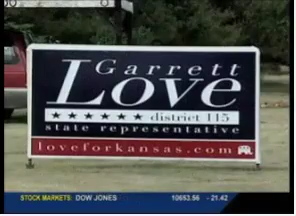 Garrett
Love
district 115
state representative
loveforkansas.com
STOCK MARKETS: DOW JONES 10653.56 - 21.42